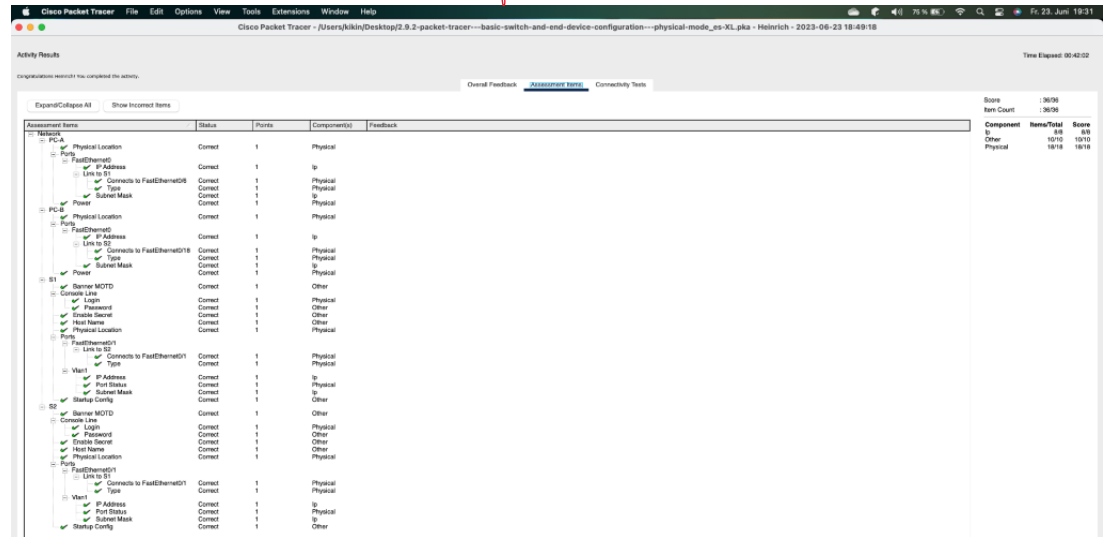 Cisco Packet Tracer File Edit Options View Tools Extensions Window Help 75 % Fr. 23. Juni 19:31
Cisco Packet Tracer - /Users/kikin/Desktop/2.9.2-packet-tracer---basic-switch-and-end-device-configuration---physical-mode_es-XL.pka - Heinrich - 2023-06-23 18:49:18
Activity Results Time Elapsed: 00:42:02
Congratulations Heinrich! You completed the activity.
Overall Feedback Assessment Items Connectivity Tests
Expand/Collapse All Show Incorrect Items
Score : 36/36
Item Count : 36/36
Component Items/Total Score
Ip 8/8 8/8
Other 10/10 10/10
Physical 18/18 18/18
Assessment Items Status Points Component(s) Feedback
Network
PC-A
Physical Location Correct 1 Physical
Ports
FastEthernet0
IP Address Correct 1 Ip
Link to S1
Connects to FastEthernet0/6 Correct 1 Physical
Type Correct 1 Physical
Subnet Mask Correct 1 Ip
Power Correct 1 Physical
PC-B
Physical Location Correct 1 Physical
Ports
FastEthernet0
IP Address Correct 1 Ip
Link to S2
Connects to FastEthernet0/18 Correct 1 Physical
Type Correct 1 Physical
Subnet Mask Correct 1 Ip
Power Correct 1 Physical
S1
Banner MOTD Correct 1 Other
Console Line
Login Correct 1 Physical
Password Correct 1 Other
Enable Secret Correct 1 Other
Host Name Correct 1 Other
Physical Location Correct 1 Physical
Ports
FastEthernet0/1
Link to S2
Connects to FastEthernet0/1 Correct 1 Physical
Type Correct 1 Physical
Vlan1
IP Address Correct 1 Ip
Port Status Correct 1 Physical
Subnet Mask Correct 1 Ip
Startup Config Correct 1 Other
S2
Banner MOTD Correct 1 Other
Console Line
Login Correct 1 Physical
Password Correct 1 Other
Enable Secret Correct 1 Other
Host Name Correct 1 Other
Physical Location Correct 1 Physical
Ports
FastEthernet0/1
Link to S1
Connects to FastEthernet0/1 Correct 1 Physical
Type Correct 1 Physical
Vlan1
IP Address Correct 1 Ip
Port Status Correct 1 Physical
Subnet Mask Correct 1 Ip
Startup Config Correct 1 Other